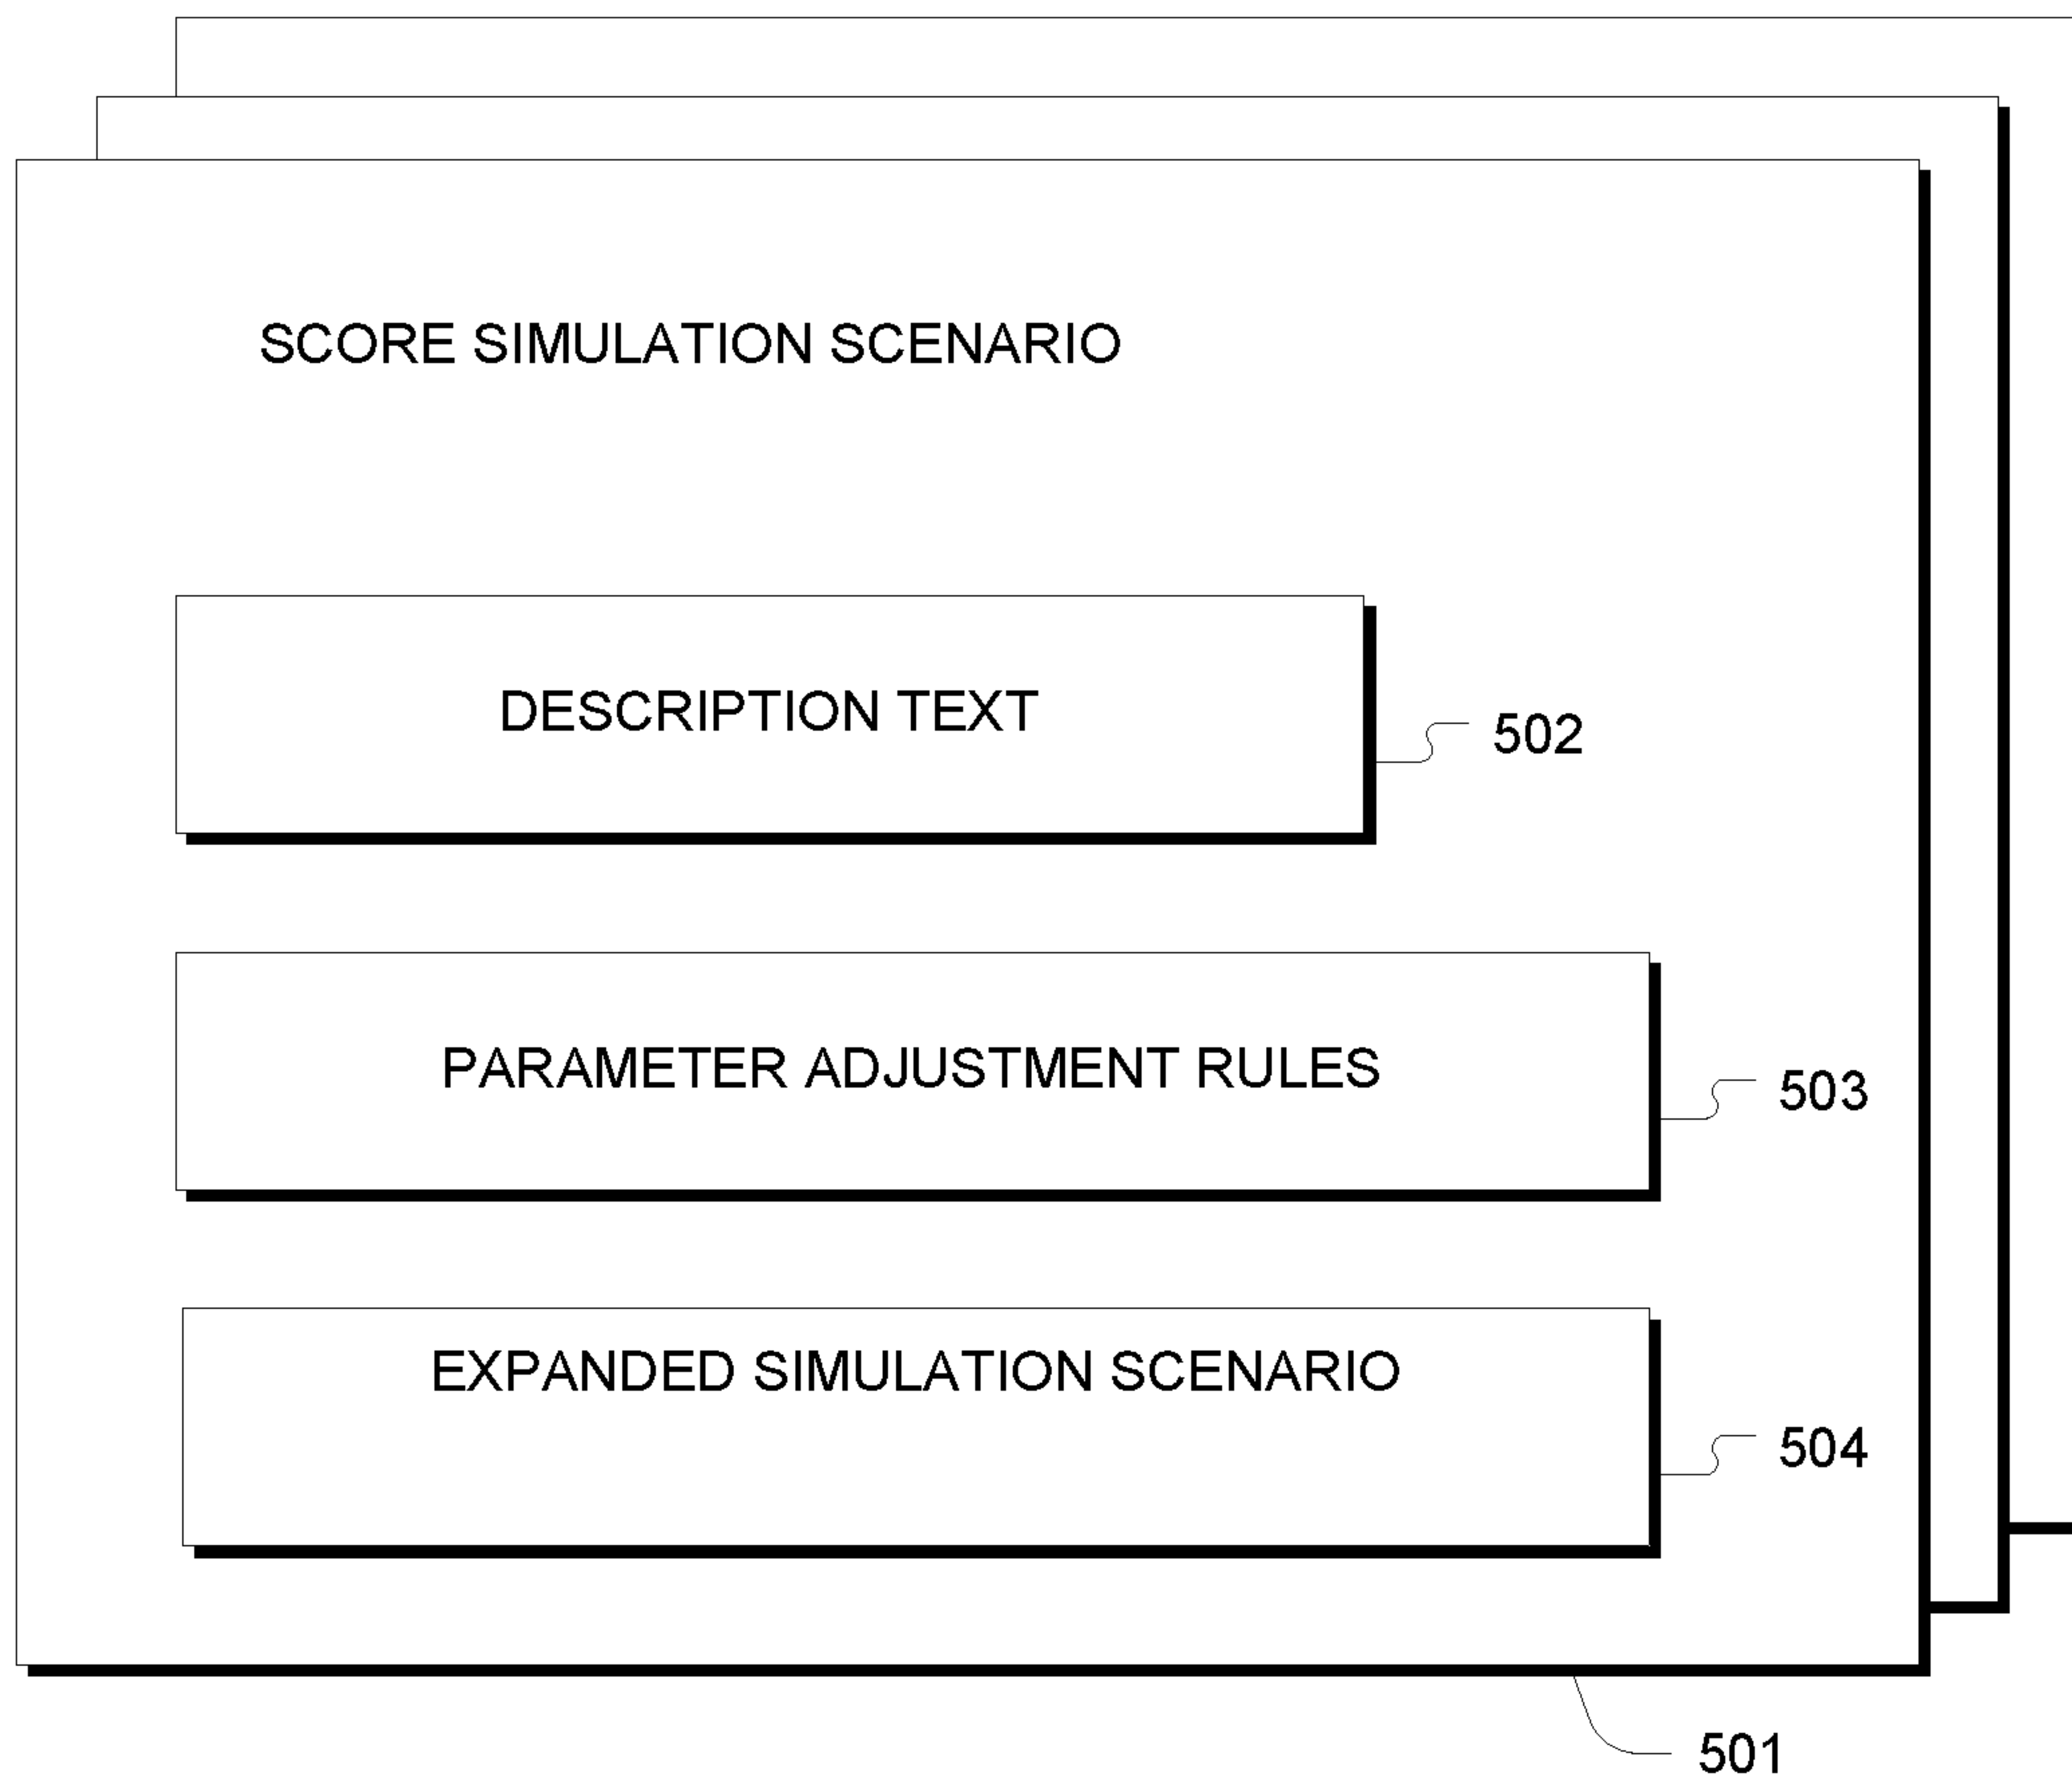 SCORE SIMULATION SCENARIO
DESCRIPTION TEXT
502
PARAMETER ADJUSTMENT RULES
503
EXPANDED SIMULATION SCENARIO
504
501